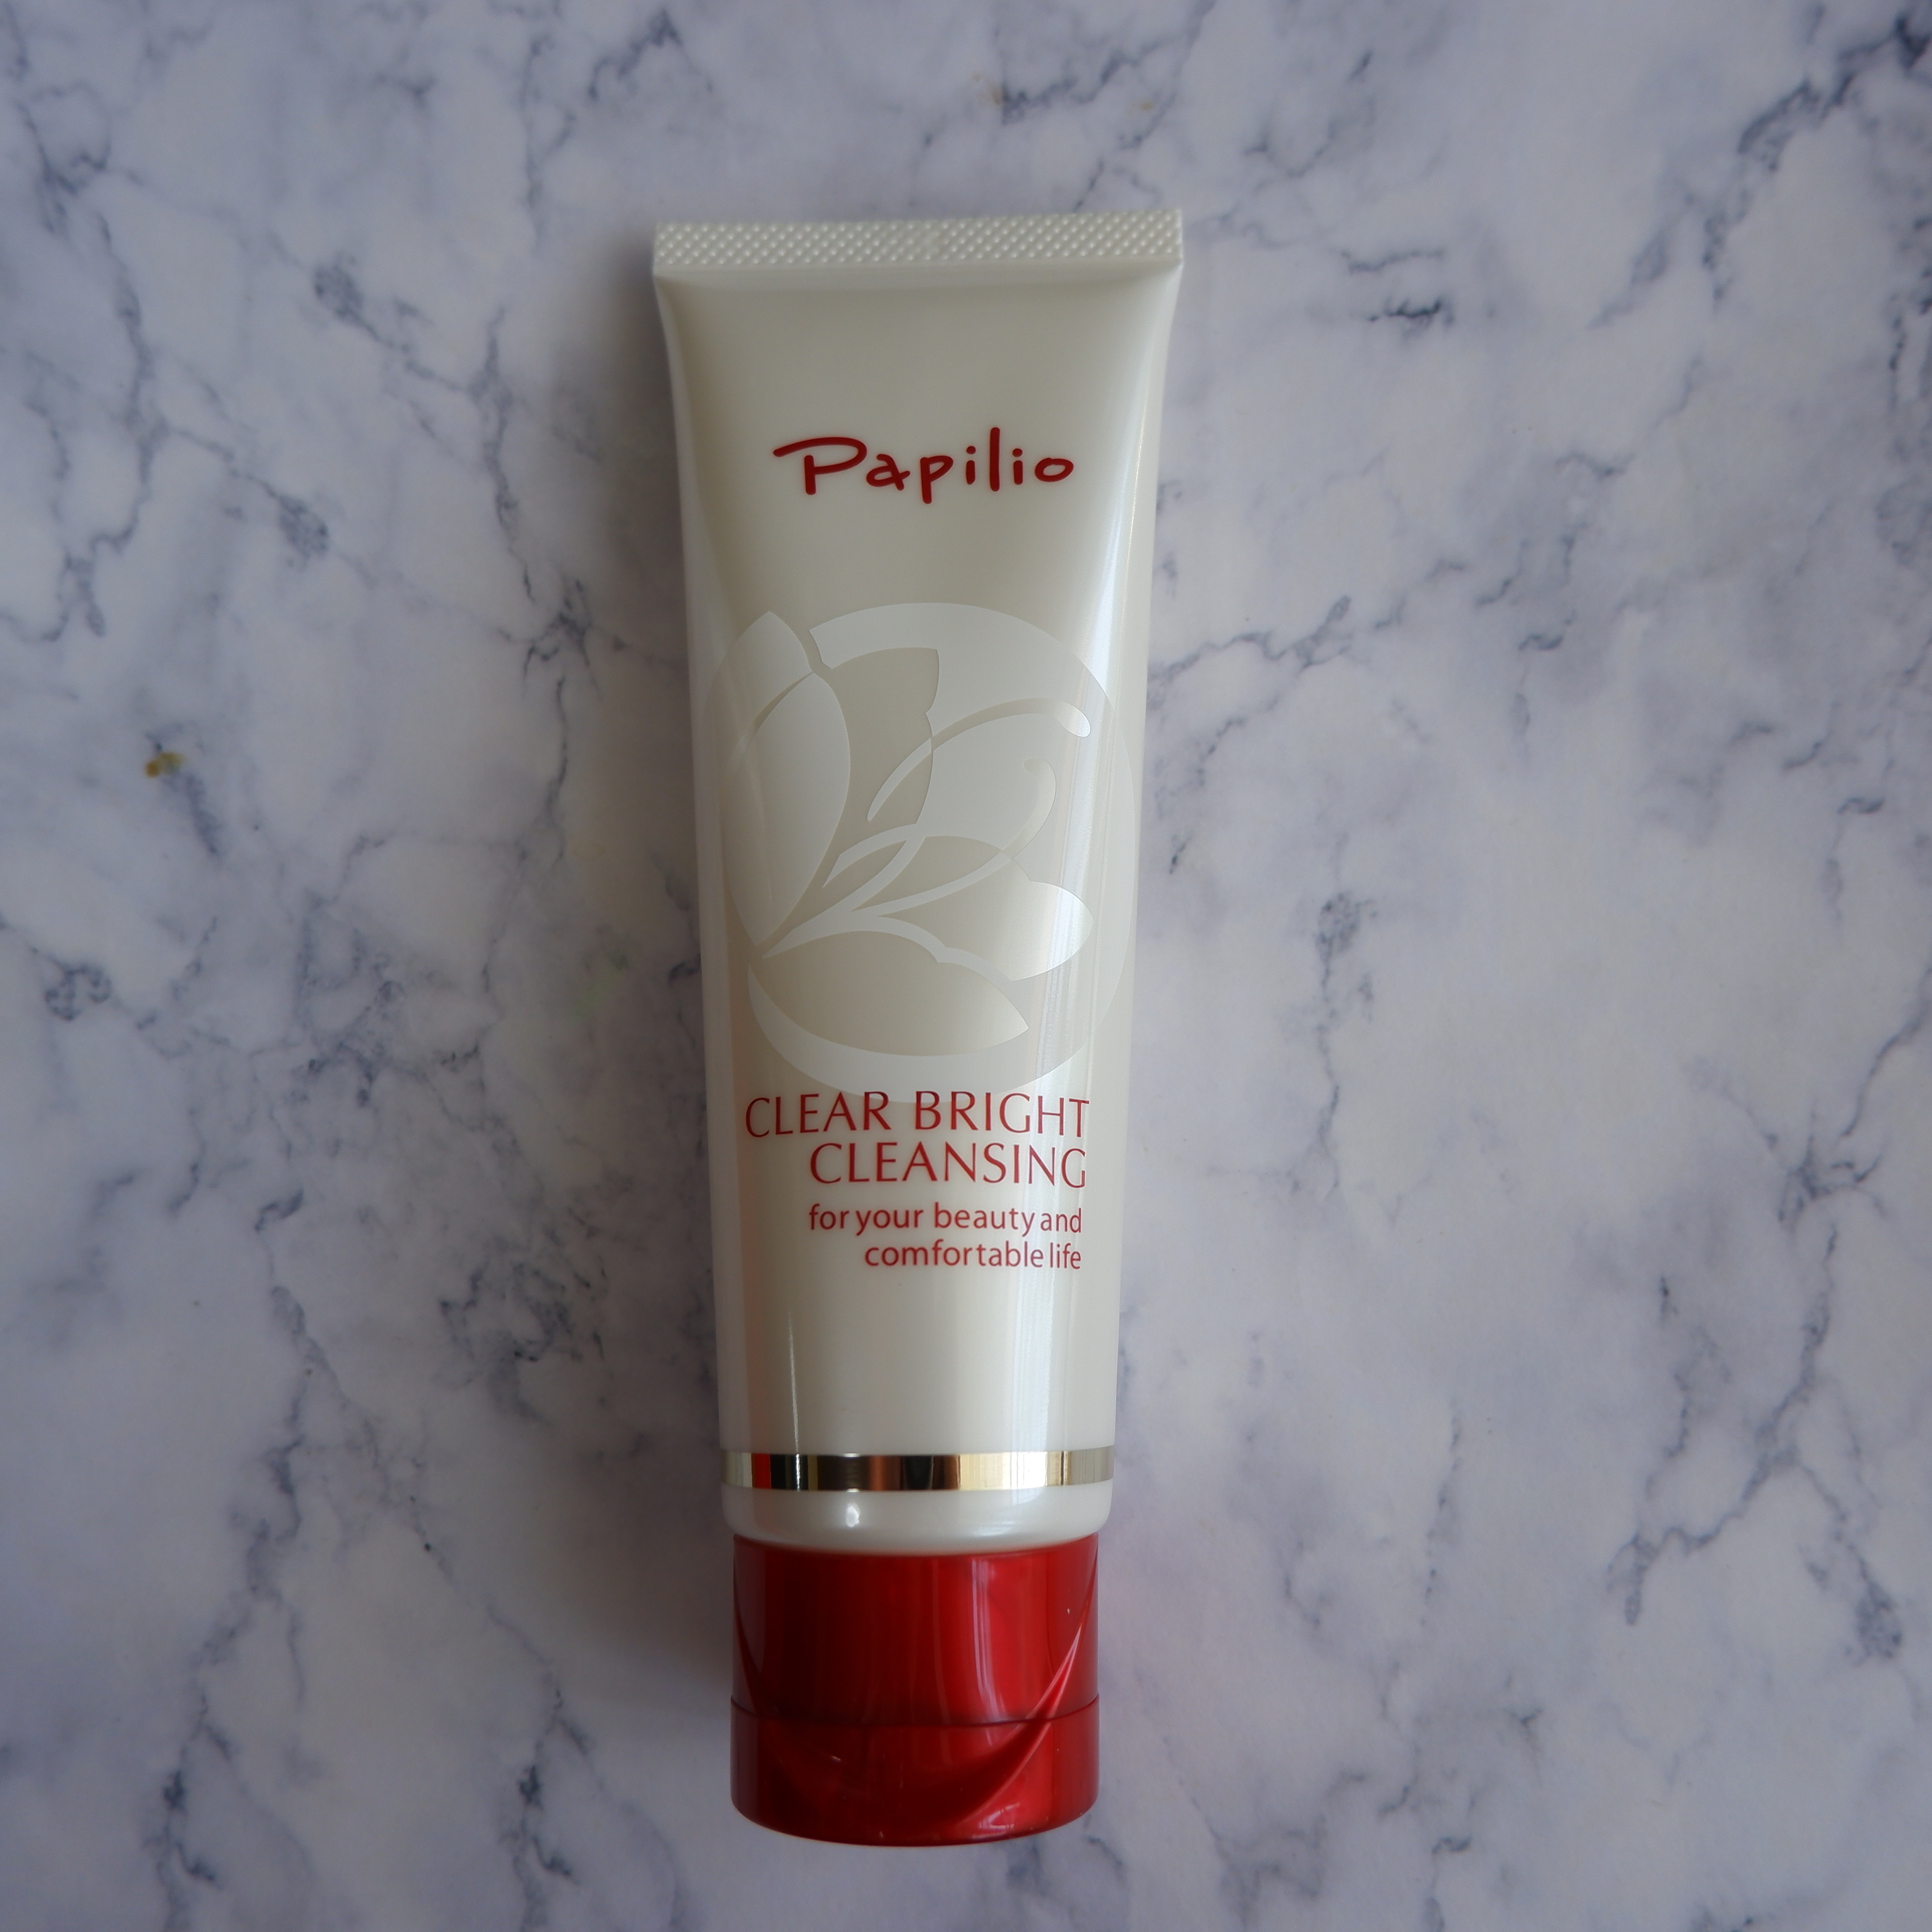 Papilio
CLEAR BRIGHT
CLEANSING
for your beauty and
comfortable life